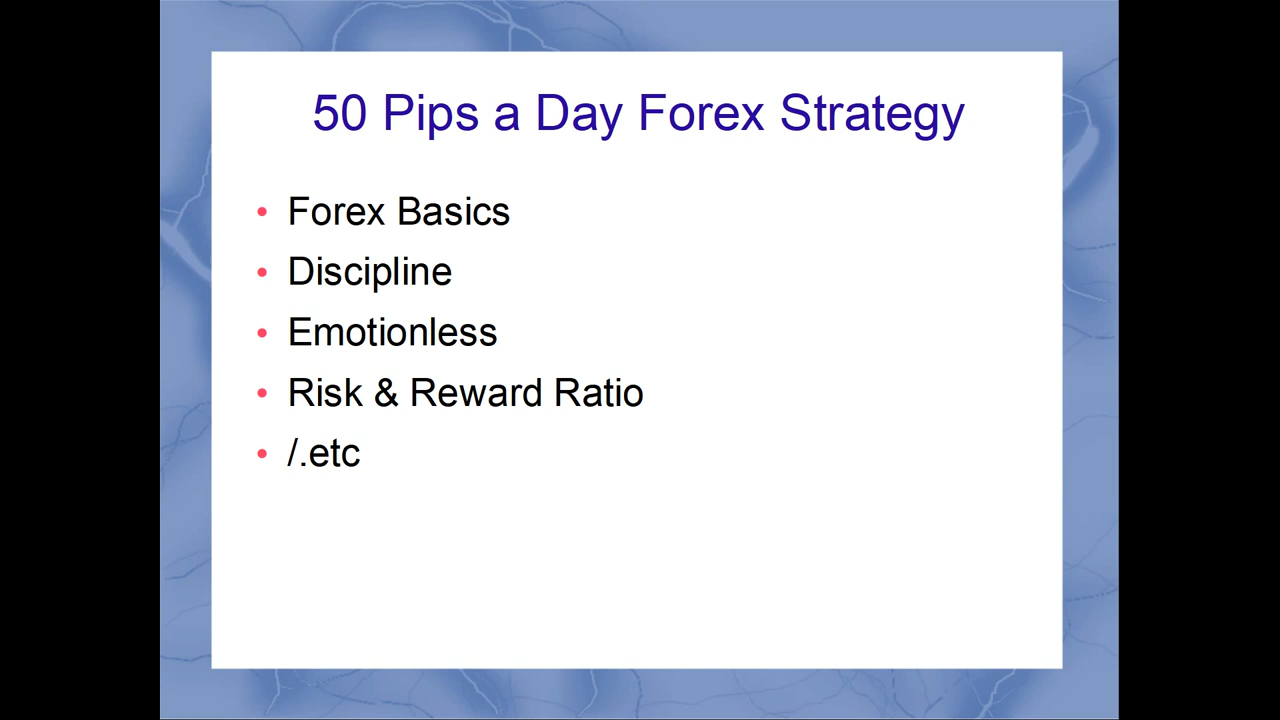 50 Pips a Day Forex Strategy
• Forex Basics
• Discipline
• Emotionless
• Risk & Reward Ratio
• /.etc